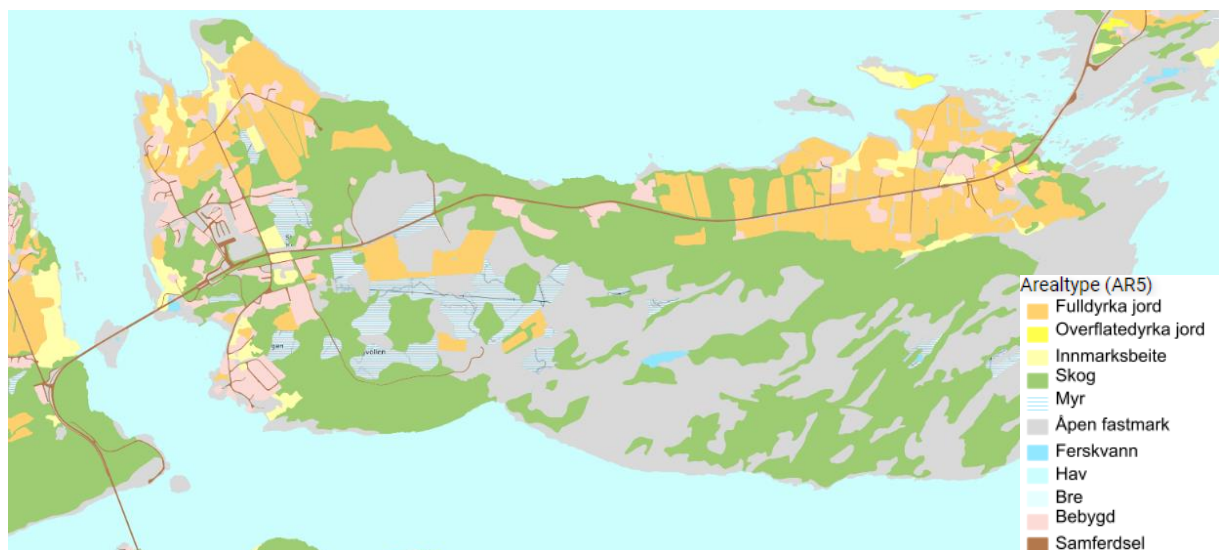 Arealtype (AR5)
Fulldyrka jord
Overflatedyrka jord
Innmarksbeite
Skog
Myr
Åpen fastmark
Ferskvann
Hav
Bre
Bebygd
Samferdsel